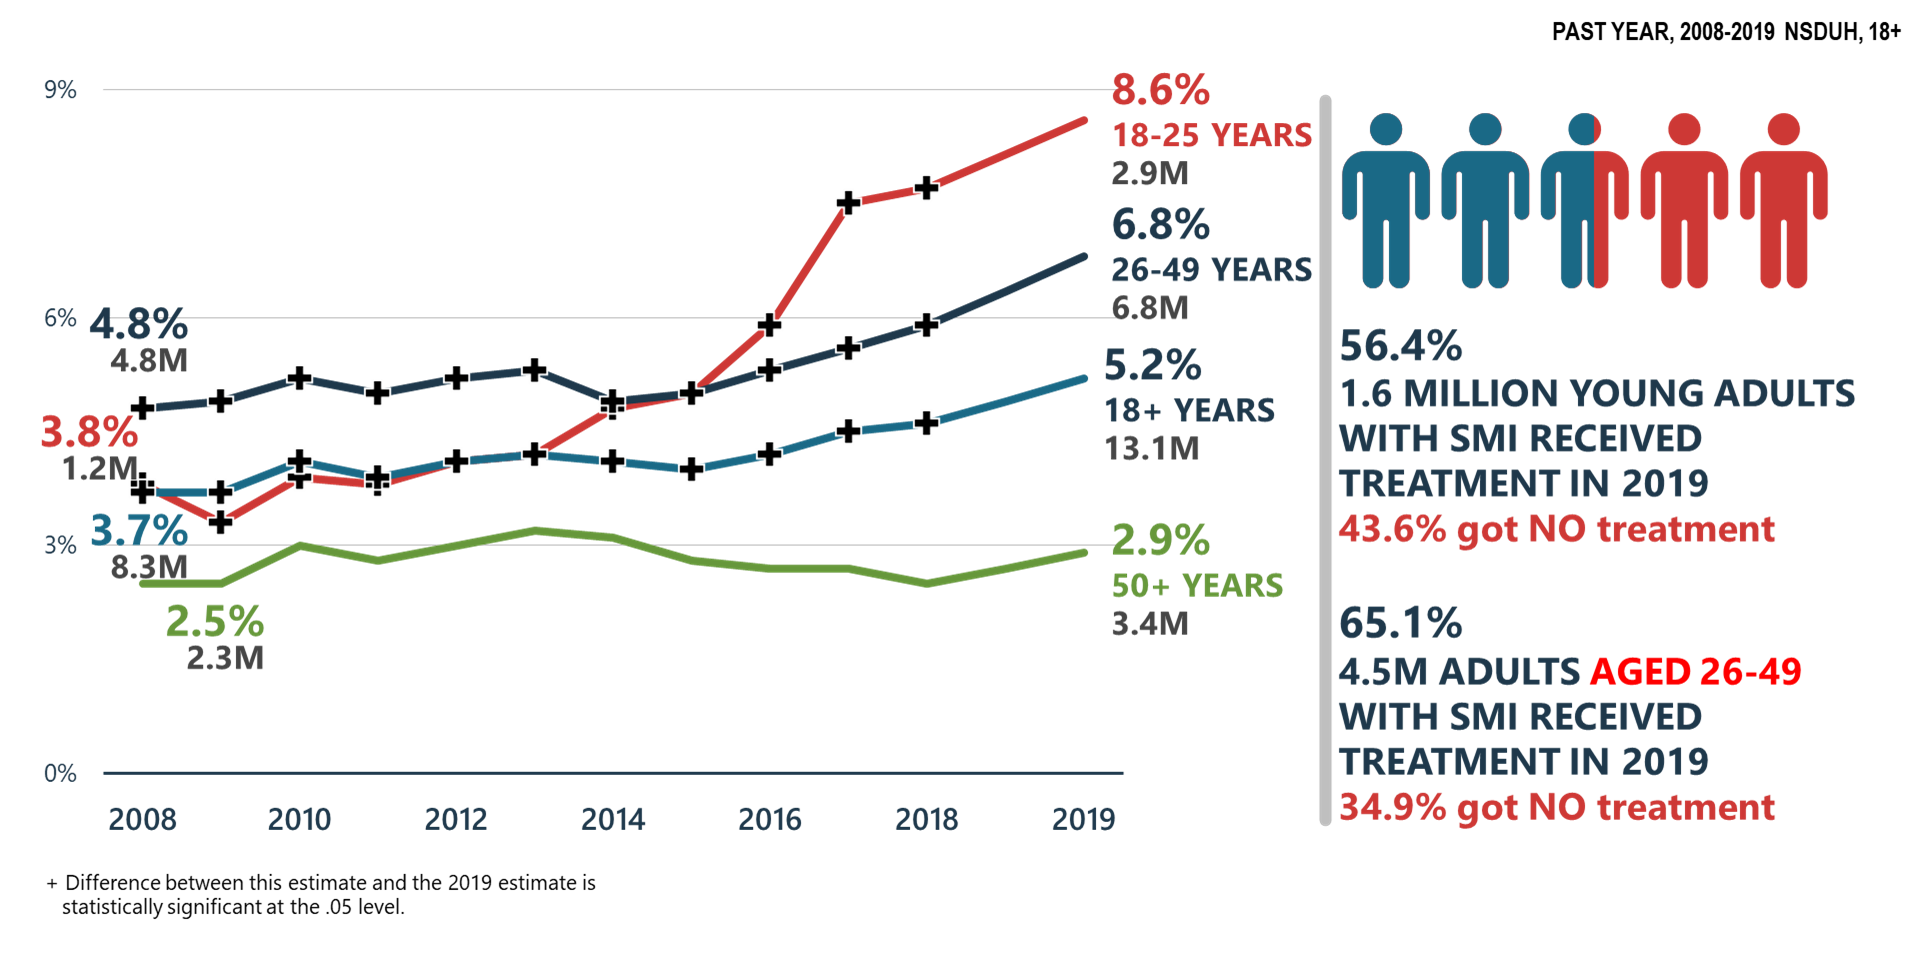 PAST YEAR, 2008-2019 NSDUH, 18+
9%
6%
3%
0%
4.8%
4.8M
3.8%
1.2M
3.7%
8.3M
2.5%
2.3M
8.6%
18-25 YEARS
2.9M
6.8%
26-49 YEARS
6.8M
5.2%
18+ YEARS
13.1M
2.9%
50+ YEARS
3.4M
2008 2010 2012 2014 2016 2018 2019
+ Difference between this estimate and the 2019 estimate is
statistically significant at the .05 level.
56.4%
1.6 MILLION YOUNG ADULTS
WITH SMI RECEIVED
TREATMENT IN 2019
43.6% got NO treatment
65.1%
4.5M ADULTS AGED 26-49
WITH SMI RECEIVED
TREATMENT IN 2019
34.9% got NO treatment